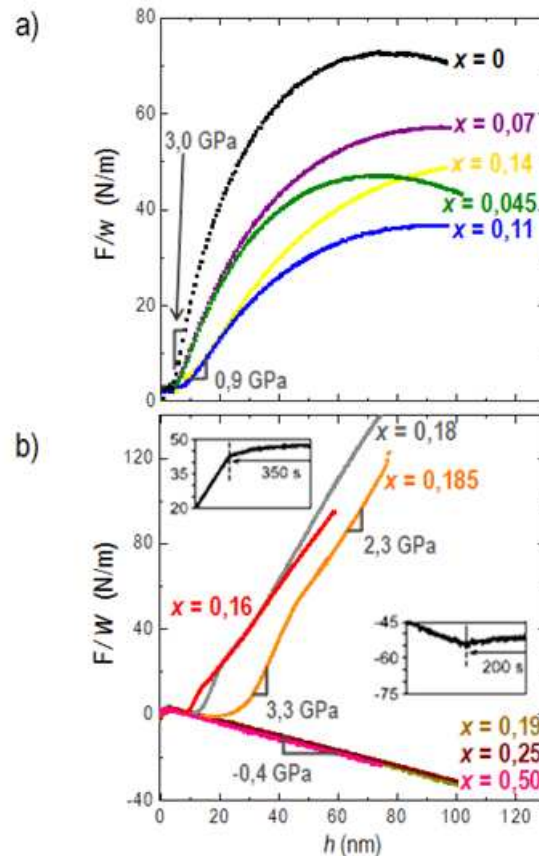 a)
F/w (N/m)
80
60
40
20
0
3,0 GPa
0,9 GPa
x = 0
x = 0,07
x = 0,14
x = 0,045
x = 0,11
b)
F/W (N/m)
120
80
40
0
-40
50
40
30
20
350 s
x = 0,18
x = 0,185
2,3 GPa
x = 0,16
3,3 GPa
-45
-60
-75
200 s
-0,4 GPa
x = 0,19
x = 0,25
x = 0,50
0 20 40 60 80 100 120
h (nm)